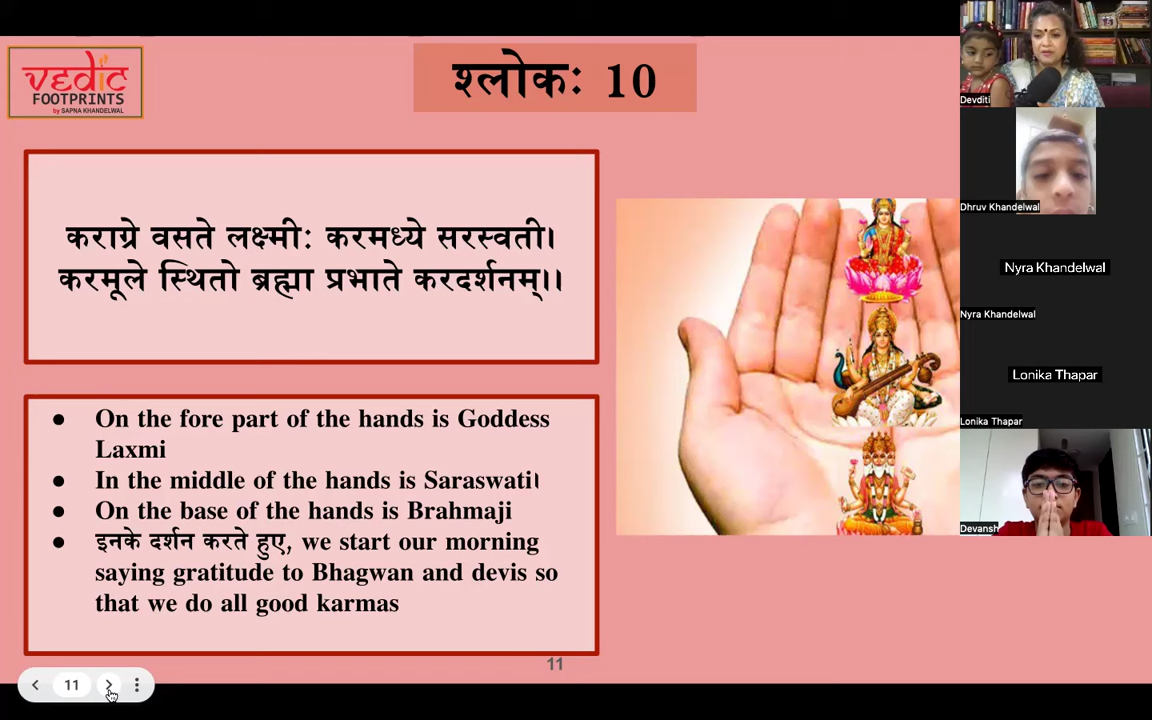 vedic
FOOTPRINTS
by SAPNA KHANDELWAL
श्लोकः 10
कराग्रे वसते लक्ष्मीः करमध्ये सरस्वती।
करमूले स्थितो ब्रह्मा प्रभाते करदर्शनम्।।
● On the fore part of the hands is Goddess
Laxmi
● In the middle of the hands is Saraswati।
● On the base of the hands is Brahmaji
● इनके दर्शन करते हुए, we start our morning
saying gratitude to Bhagwan and devis so
that we do all good karmas
11
11
Devditi
Dhruv Khandelwal
Nyra Khandelwal
Nyra Khandelwal
Lonika Thapar
Lonika Thapar
Devansh